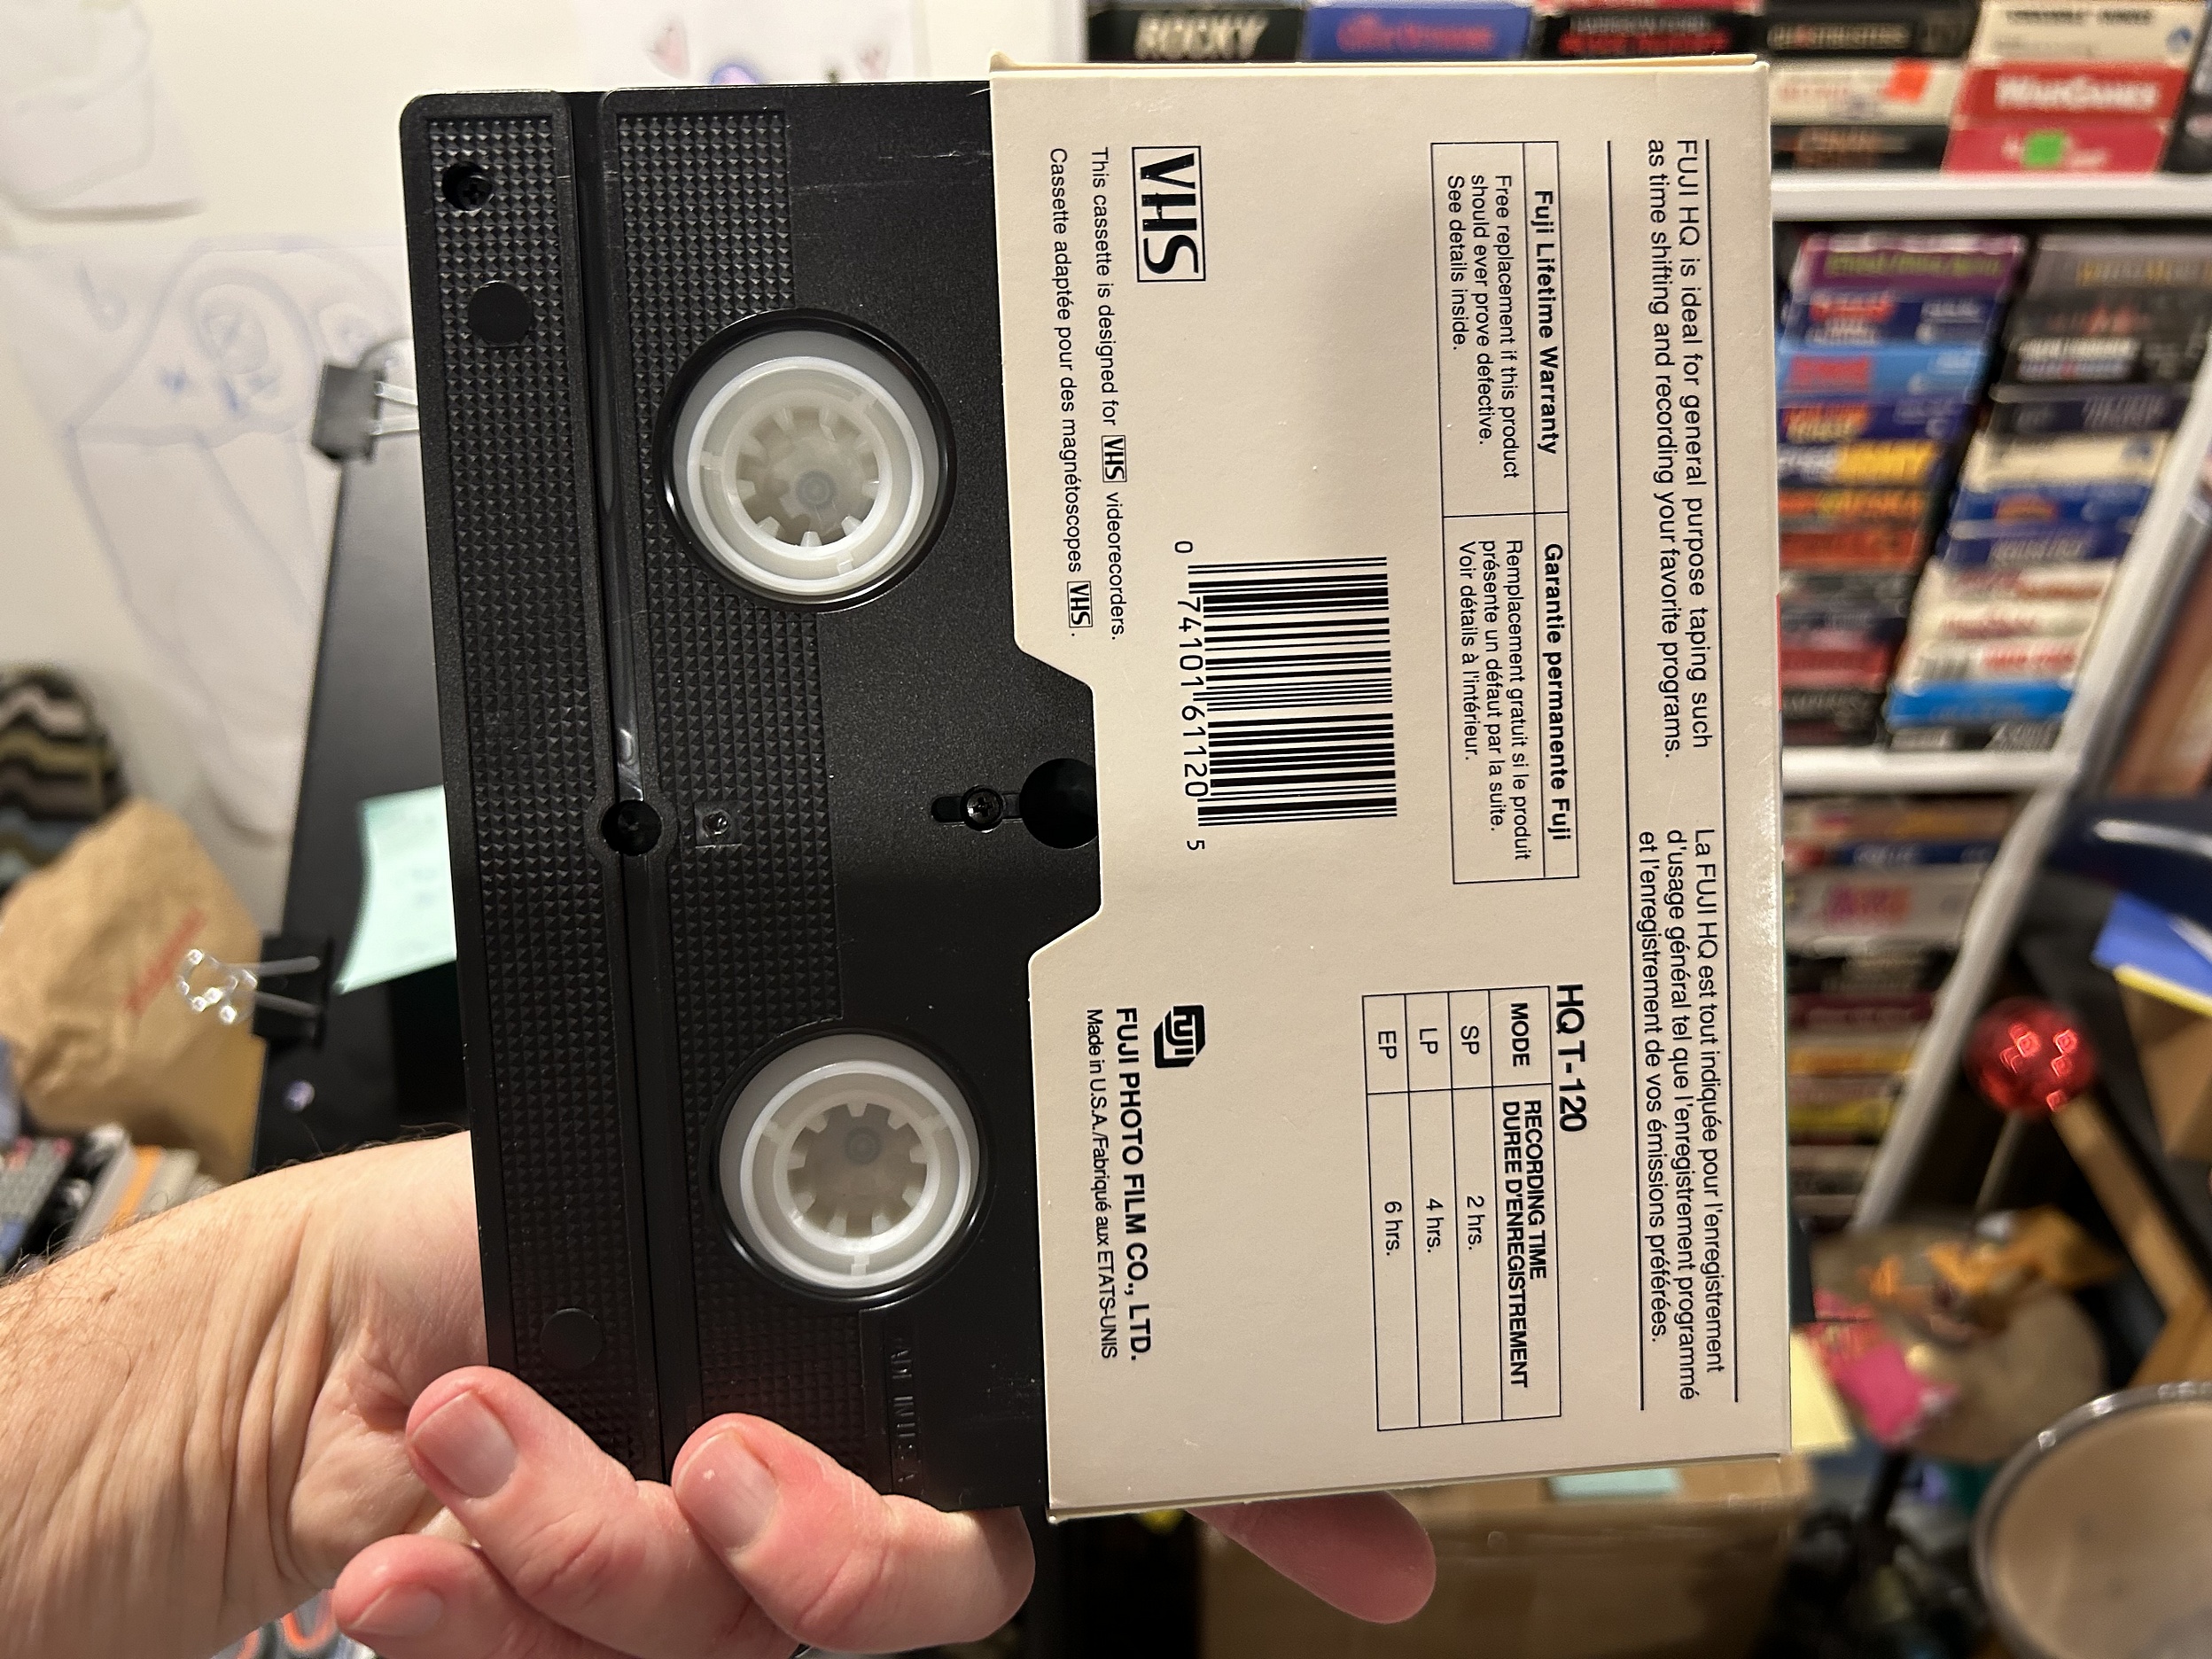 FUJI HQ is ideal for general purpose taping such
as time shifting and recording your favorite programs.
La FUJI HQ est tout indiquée pour l'enregistrement
d'usage général tel que l'enregistrement programmé
et l'enregistrement de vos émissions préférées.
Fuji Lifetime Warranty
Free replacement if this product
should ever prove defective.
See details inside.
Garantie permanente Fuji
Remplacement gratuit si le produit
présente un défaut par la suite.
Voir détails à l'intérieur.
HQ T-120
MODE
RECORDING TIME
DUREE D'ENREGISTREMENT
SP 2 hrs.
LP 4 hrs.
EP 6 hrs.
0 74101 61120 5
VHS
This cassette is designed for VHS videorecorders.
Cassette adaptée pour des magnétoscopes VHS.
FUJI
FUJI PHOTO FILM CO., LTD.
Made in U.S.A./Fabriqué aux ETATS-UNIS
ROCKY
WARGAMES